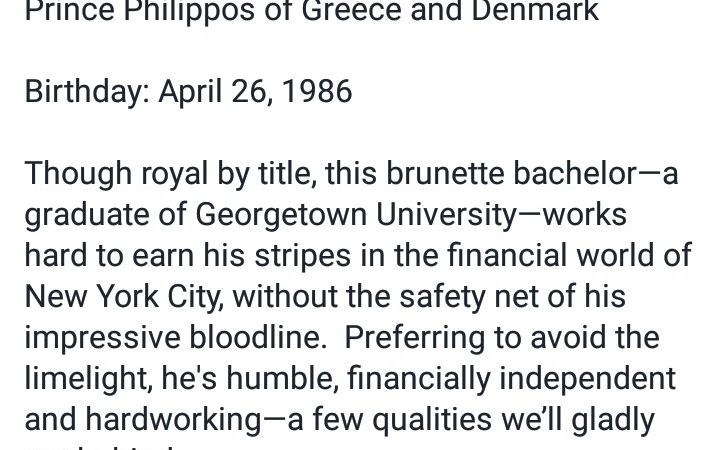 Prince Philippos of Greece and Denmark
Birthday: April 26, 1986
Though royal by title, this brunette bachelor—a
graduate of Georgetown University—works
hard to earn his stripes in the financial world of
New York City, without the safety net of his
impressive bloodline.  Preferring to avoid the
limelight, he's humble, financially independent
and hardworking—a few qualities we’ll gladly